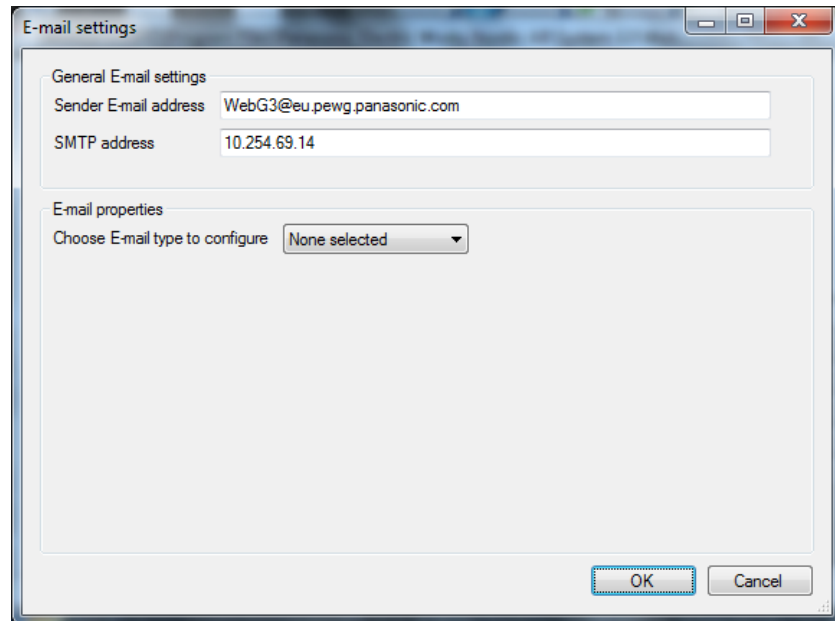 E-mail settings
General E-mail settings
Sender E-mail address WebG3@eu.pewg.panasonic.com
SMTP address 10.254.69.14
E-mail properties
Choose E-mail type to configure None selected
OK Cancel